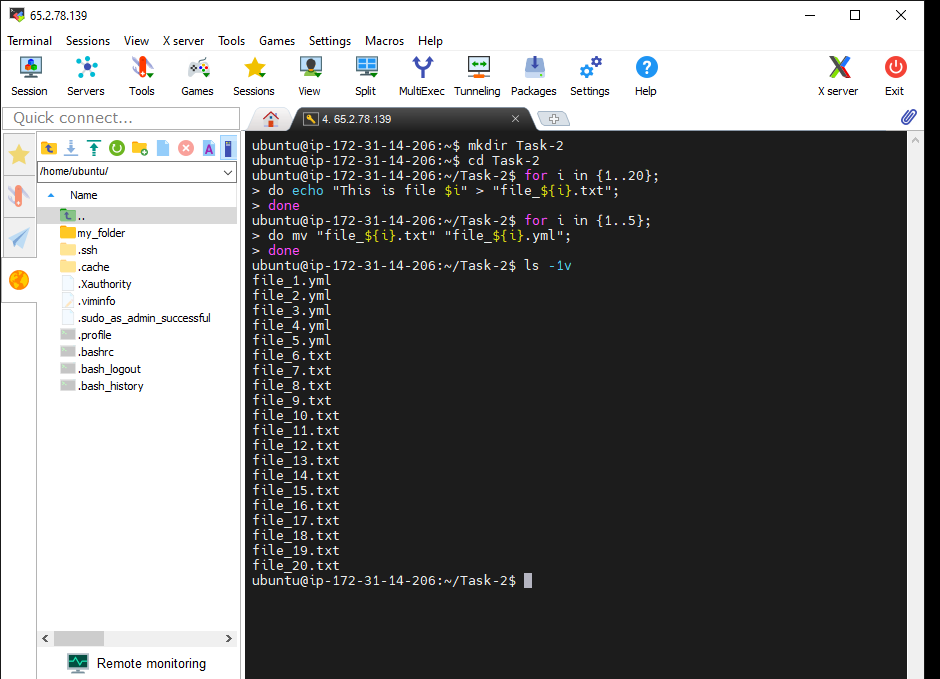 65.2.78.139
Terminal Sessions View X server Tools Games Settings Macros Help
Session Servers Tools Games Sessions View Split MultiExec Tunneling Packages Settings Help X server Exit
Quick connect...
4. 65.2.78.139
/home/ubuntu/
Name
..
my_folder
.ssh
.cache
.Xauthority
.viminfo
.sudo_as_admin_successful
.profile
.bashrc
.bash_logout
.bash_history
Remote monitoring
ubuntu@ip-172-31-14-206:~$ mkdir Task-2
ubuntu@ip-172-31-14-206:~$ cd Task-2
ubuntu@ip-172-31-14-206:~/Task-2$ for i in {1..20};
> do echo "This is file $i" > "file_${i}.txt";
> done
ubuntu@ip-172-31-14-206:~/Task-2$ for i in {1..5};
> do mv "file_${i}.txt" "file_${i}.yml";
> done
ubuntu@ip-172-31-14-206:~/Task-2$ ls -1v
file_1.yml
file_2.yml
file_3.yml
file_4.yml
file_5.yml
file_6.txt
file_7.txt
file_8.txt
file_9.txt
file_10.txt
file_11.txt
file_12.txt
file_13.txt
file_14.txt
file_15.txt
file_16.txt
file_17.txt
file_18.txt
file_19.txt
file_20.txt
ubuntu@ip-172-31-14-206:~/Task-2$